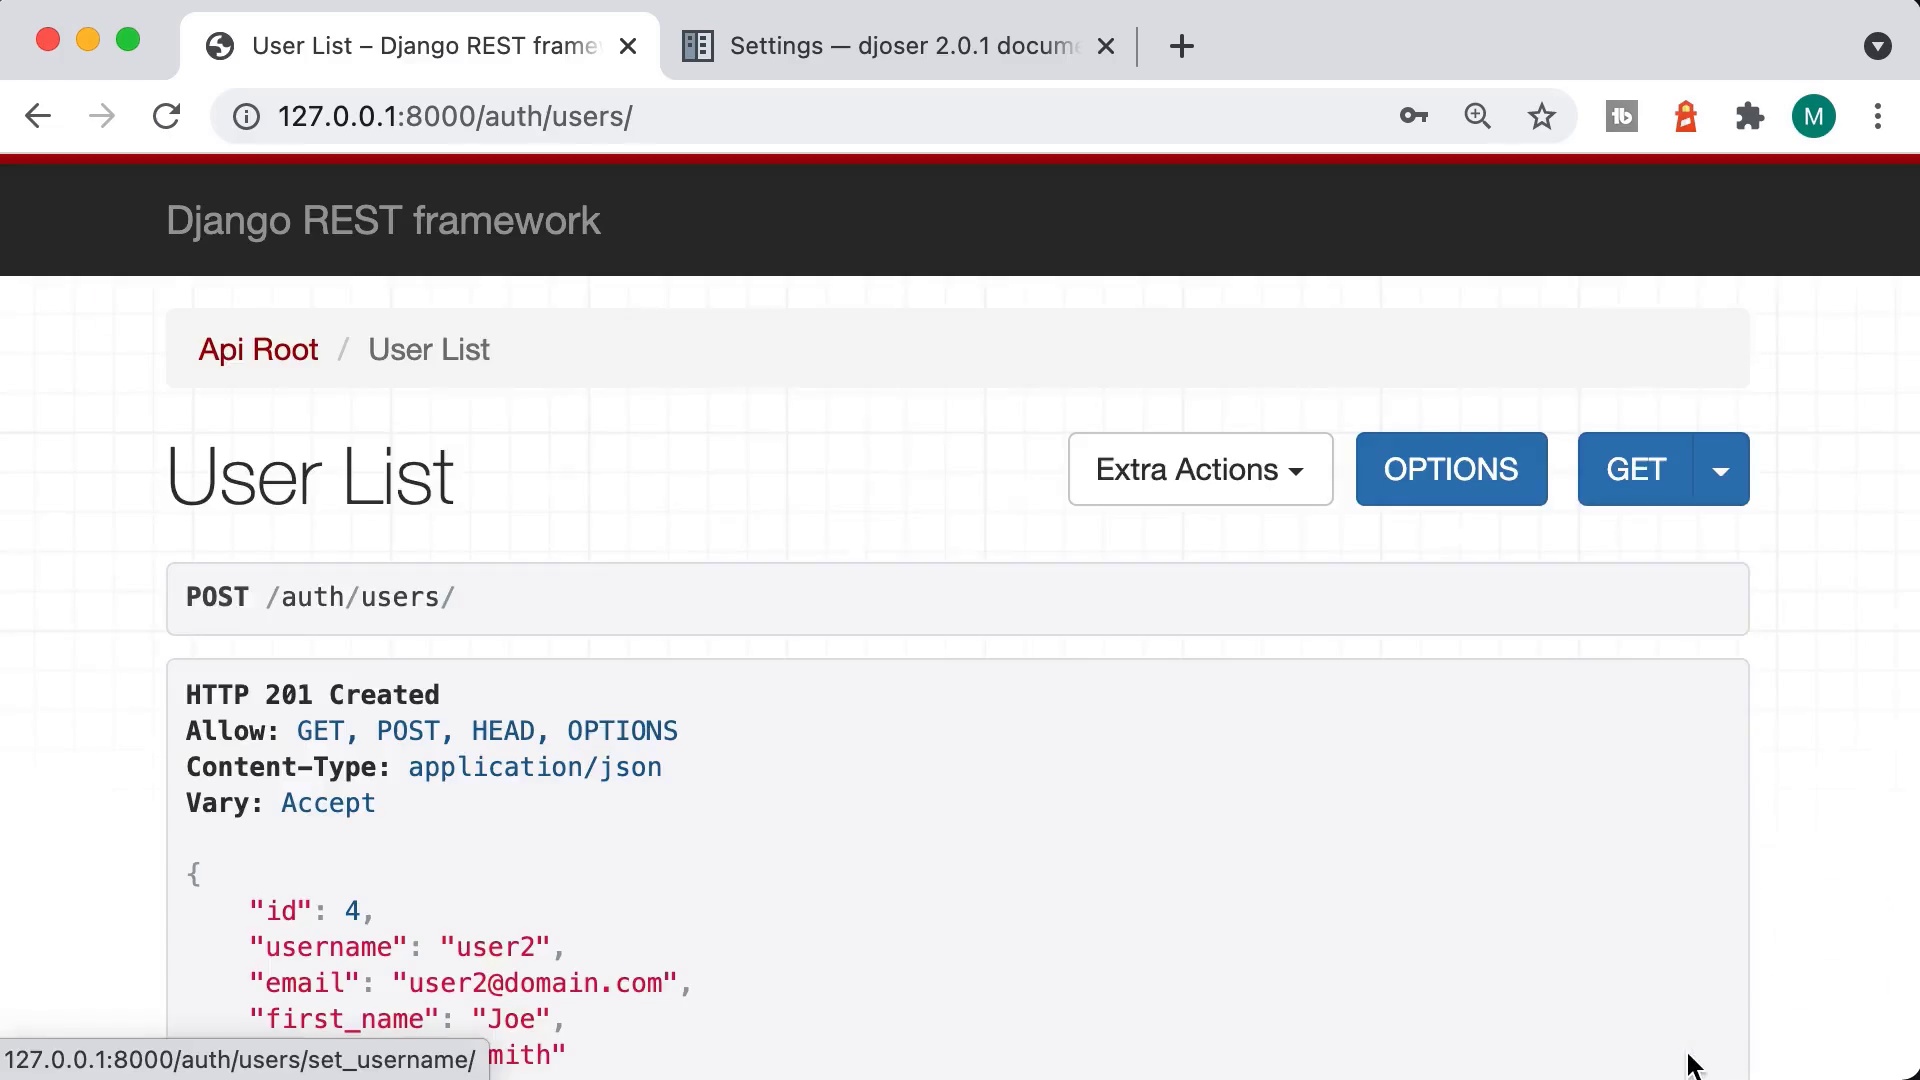 User List – Django REST frame
Settings — djoser 2.0.1 docum
127.0.0.1:8000/auth/users/
M
Django REST framework
Api Root / User List
User List
Extra Actions
OPTIONS
GET
POST /auth/users/
HTTP 201 Created
Allow: GET, POST, HEAD, OPTIONS
Content-Type: application/json
Vary: Accept
{
"id": 4,
"username": "user2",
"email": "user2@domain.com",
"first_name": "Joe",
mith"
127.0.0.1:8000/auth/users/set_username/